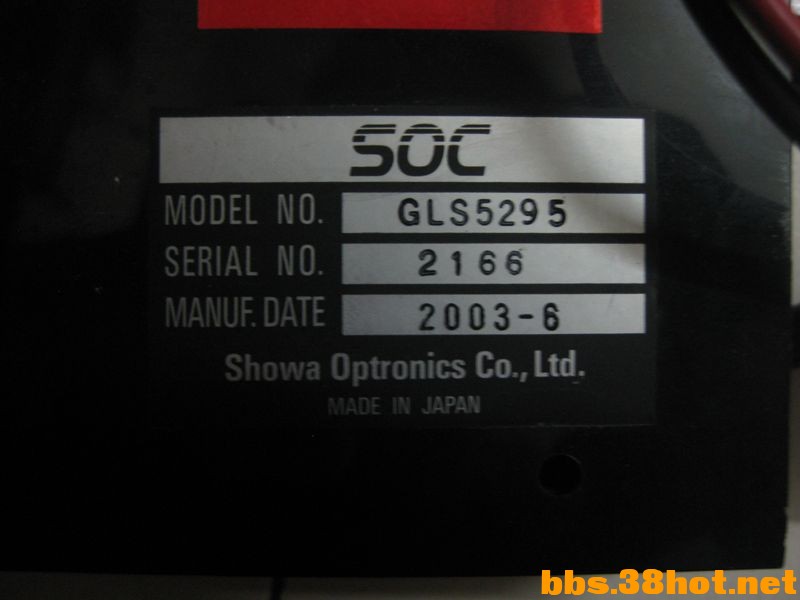 SOC
MODEL NO. GLS5295
SERIAL NO. 2166
MANUF. DATE 2003-6
Showa Optronics Co., Ltd.
MADE IN JAPAN
bbs.38hot.net